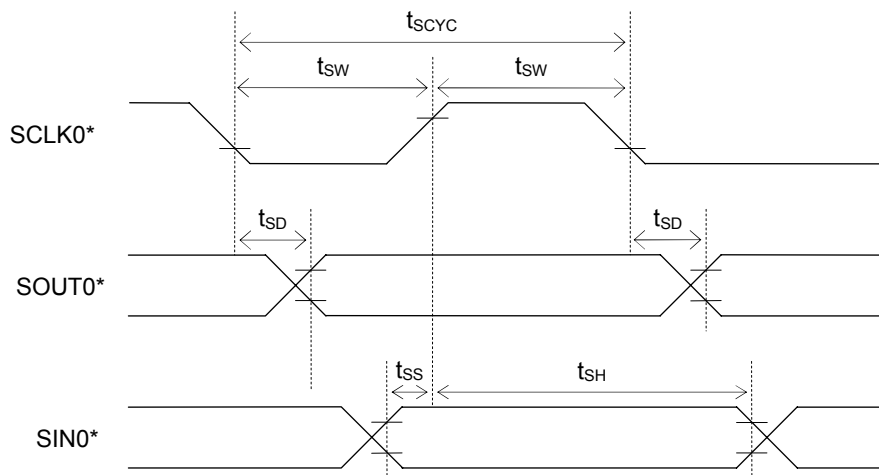 tSCYC
tSW tSW
SCLK0*
tSD tSD
SOUT0*
tSS tSH
SIN0*